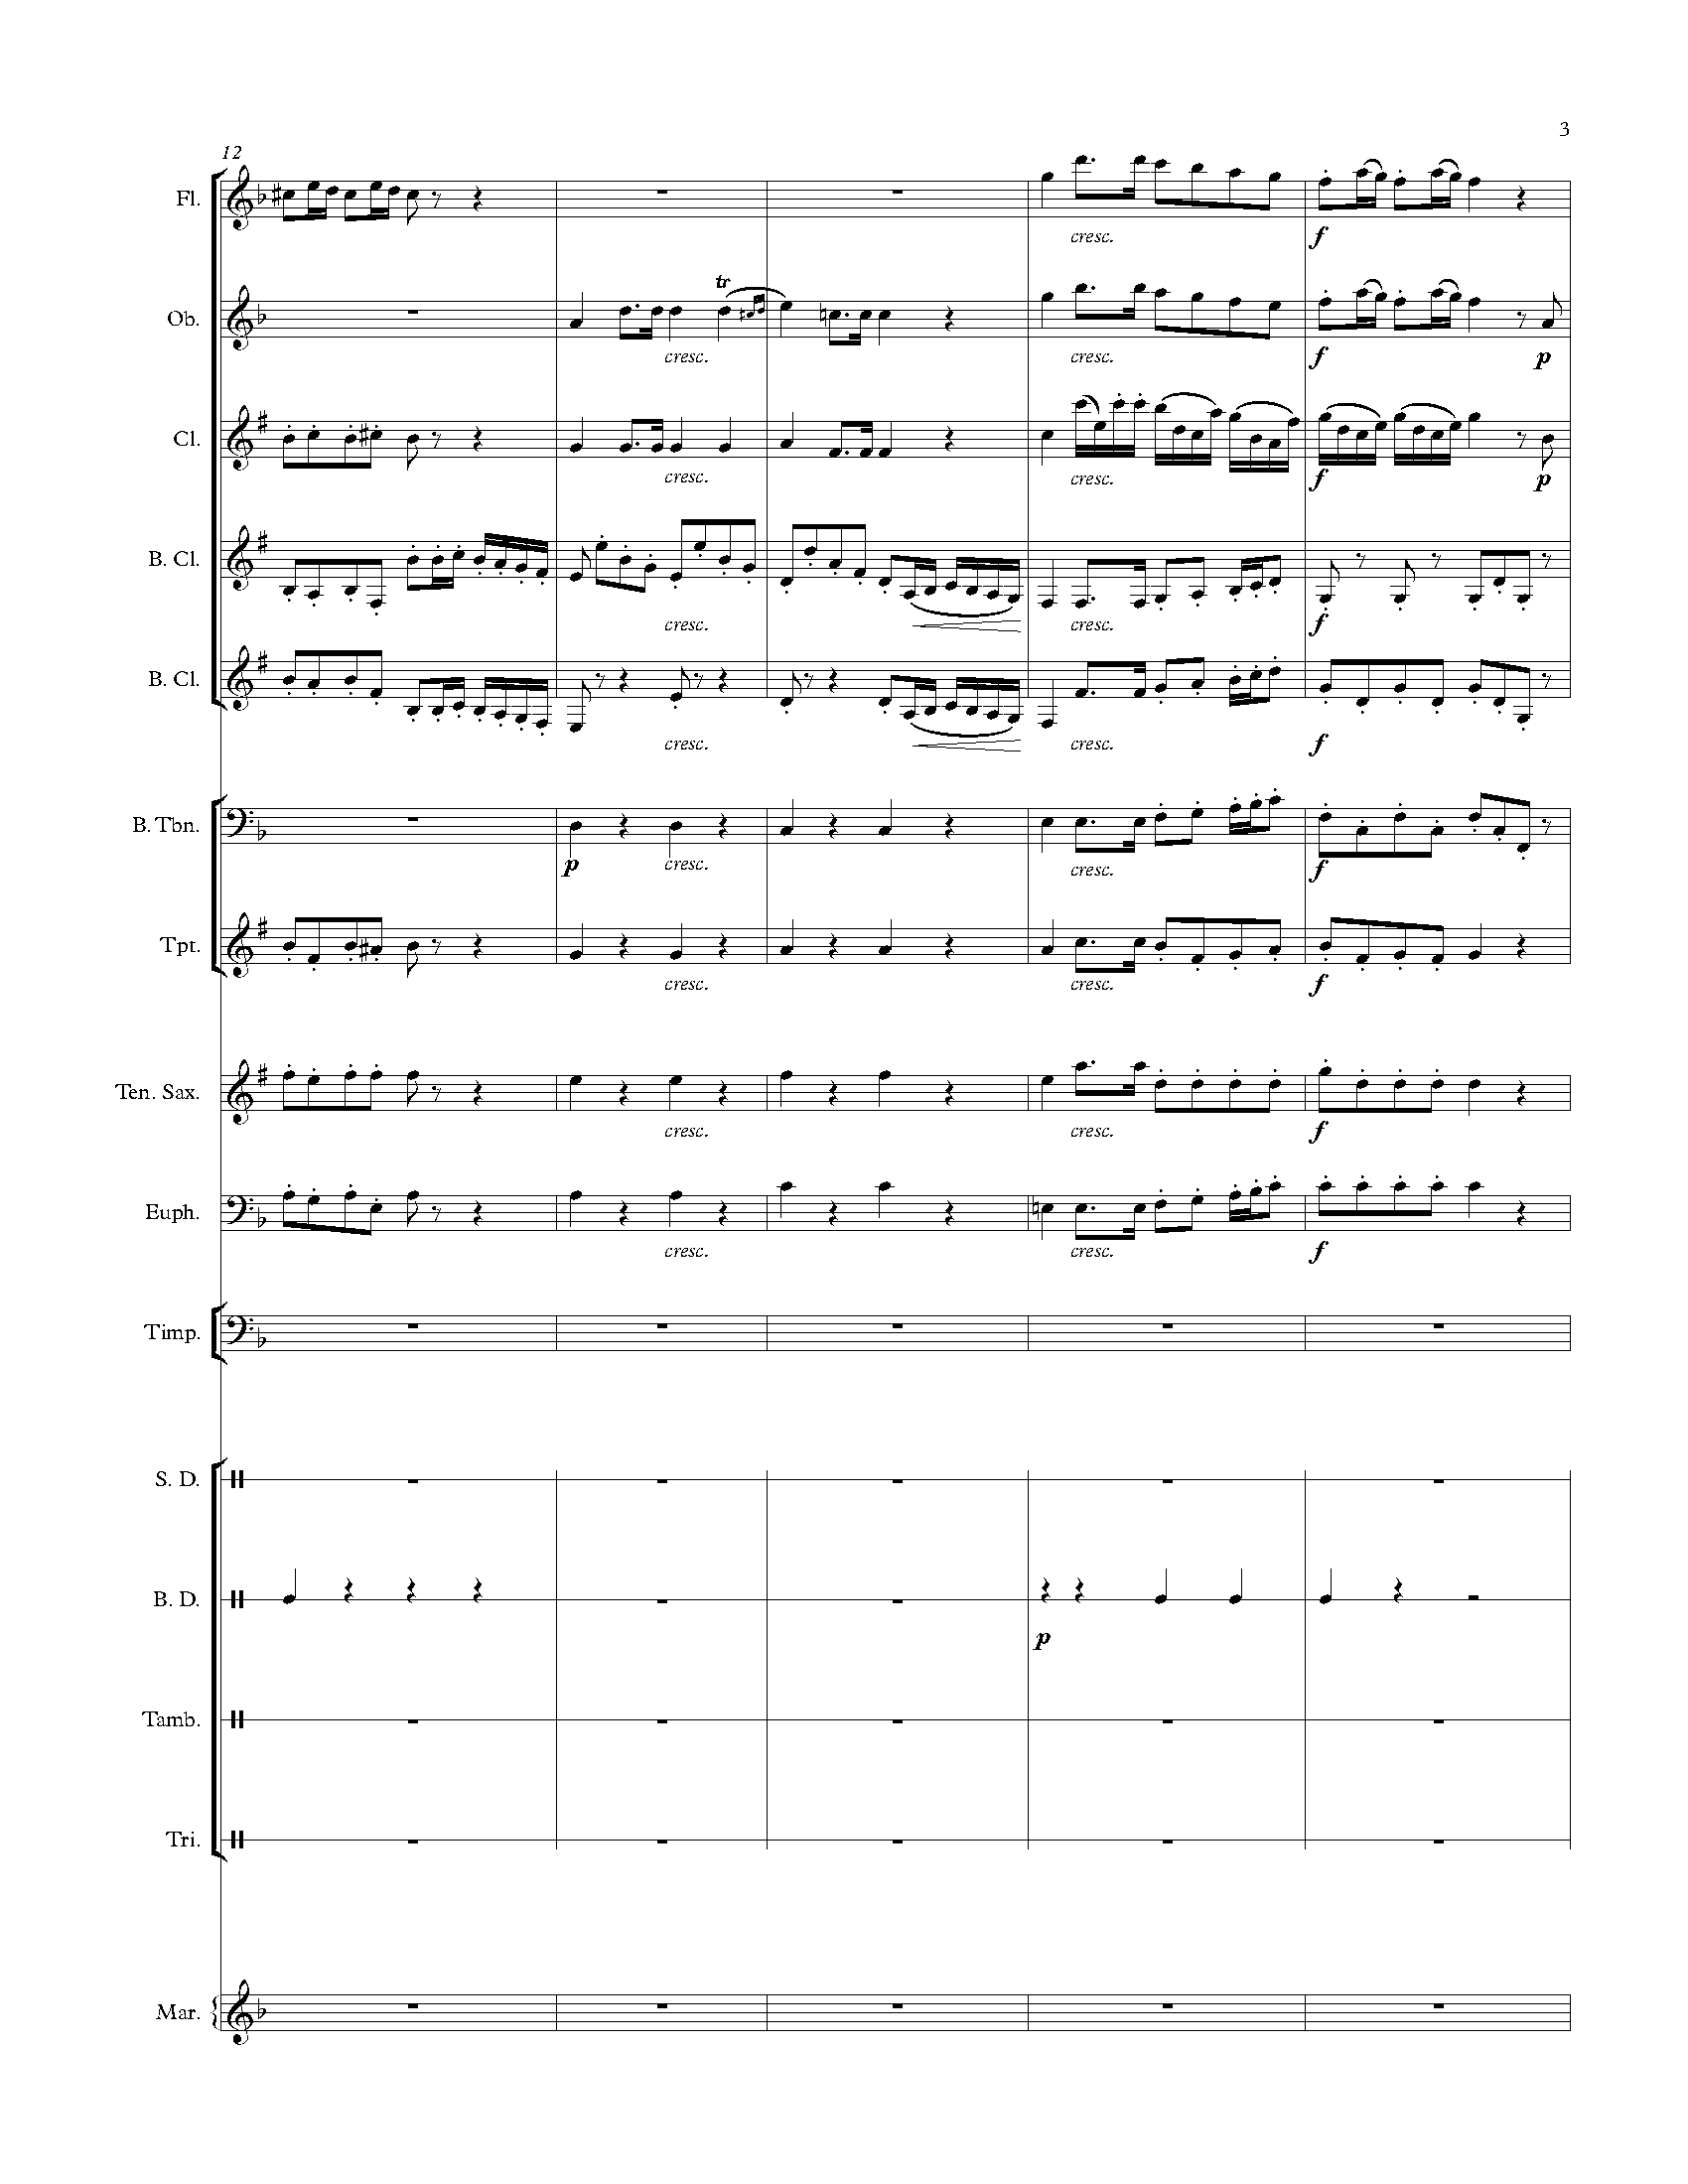 3
12
Fl.
cresc.
f
Ob.
tr
cresc.
cresc.
f
p
Cl.
cresc.
cresc.
f
p
B. Cl.
cresc.
cresc.
f
B. Cl.
cresc.
cresc.
f
B. Tbn.
p
cresc.
cresc.
f
Tpt.
cresc.
cresc.
f
Ten. Sax.
cresc.
cresc.
f
Euph.
cresc.
cresc.
f
Timp.
S. D.
B. D.
p
Tamb.
Tri.
Mar.